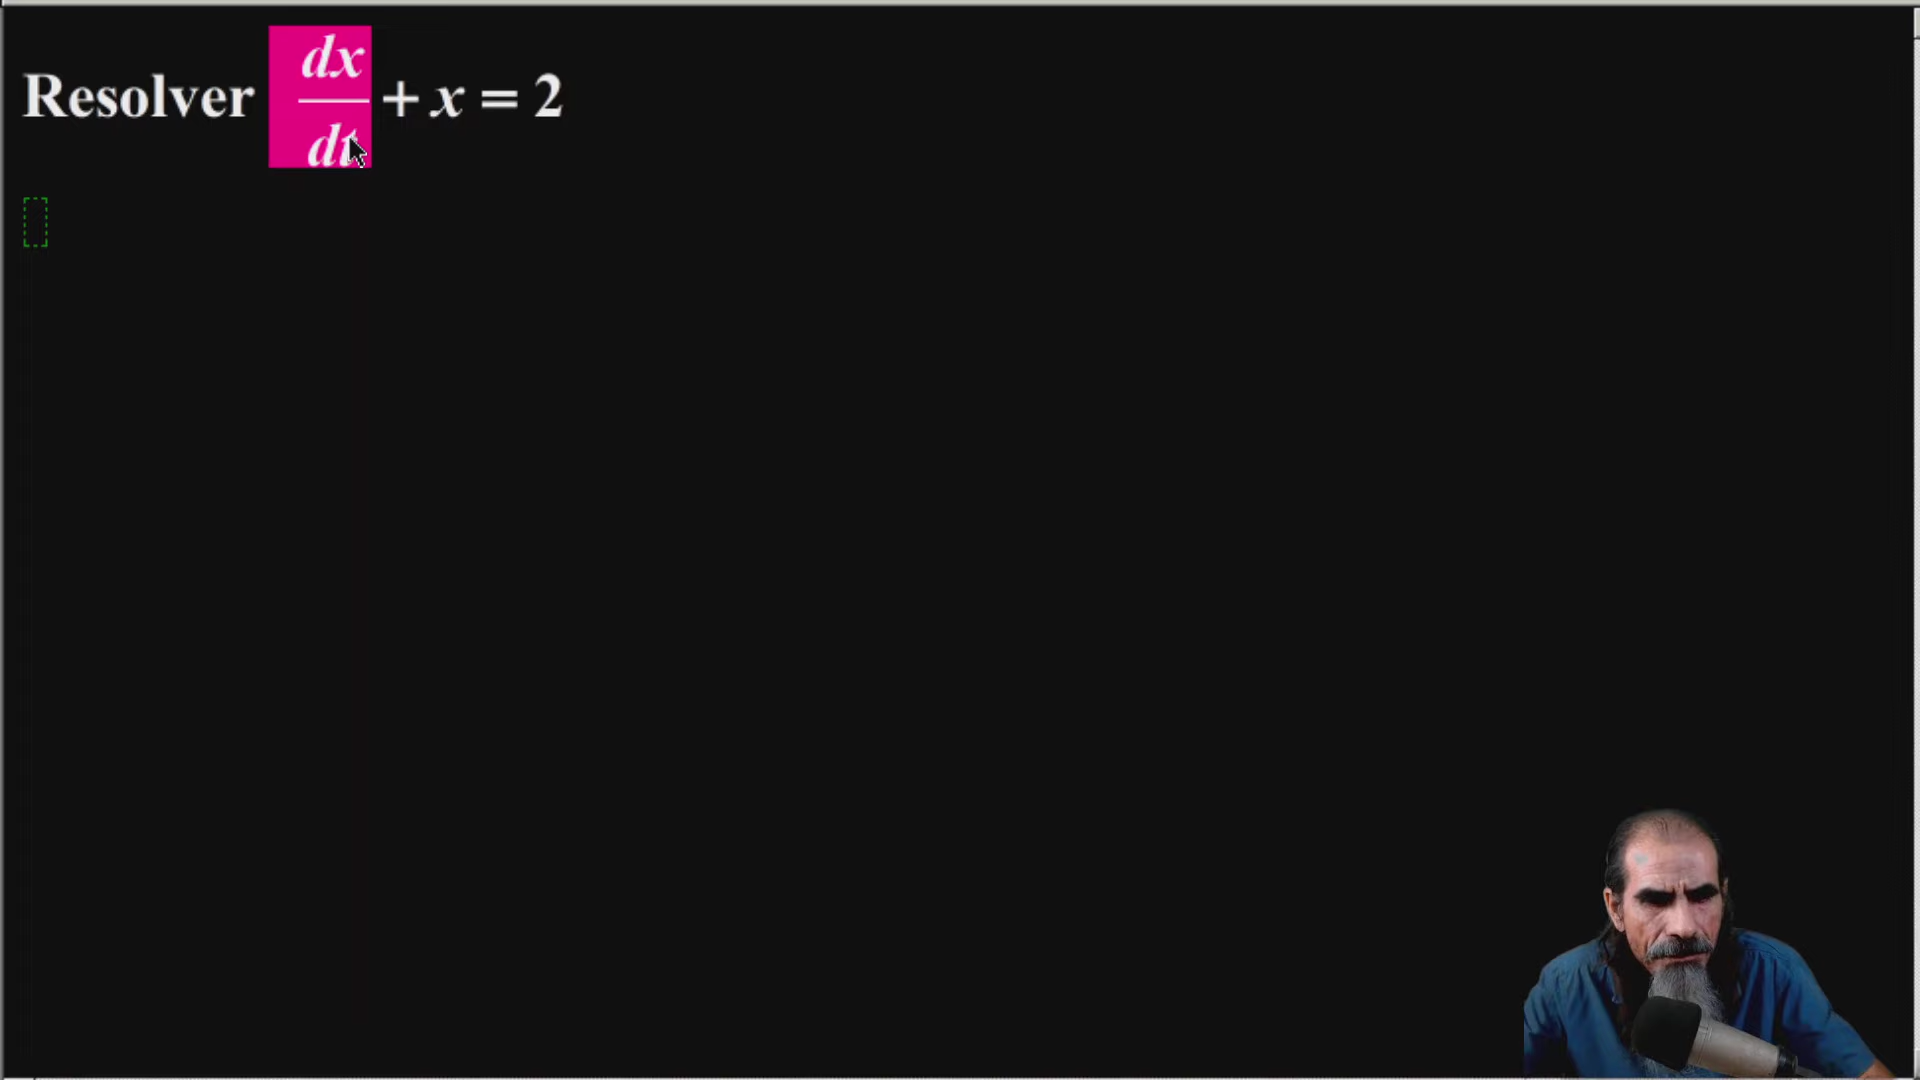 Resolver dx/dt + x = 2